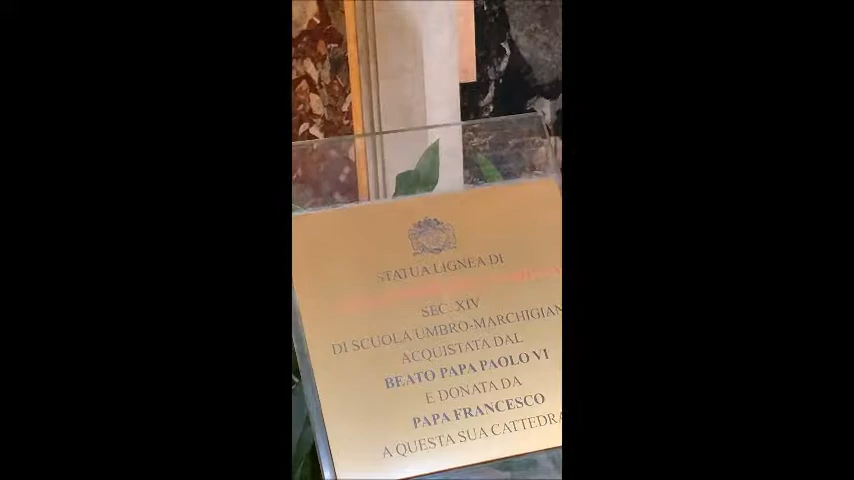 STATUA LIGNEA DI
SEC. XIV
DI SCUOLA UMBRO-MARCHIGIAN
ACQUISTATA DAL
BEATO PAPA PAOLO VI
E DONATA DA
PAPA FRANCESCO
A QUESTA SUA CATTEDRA